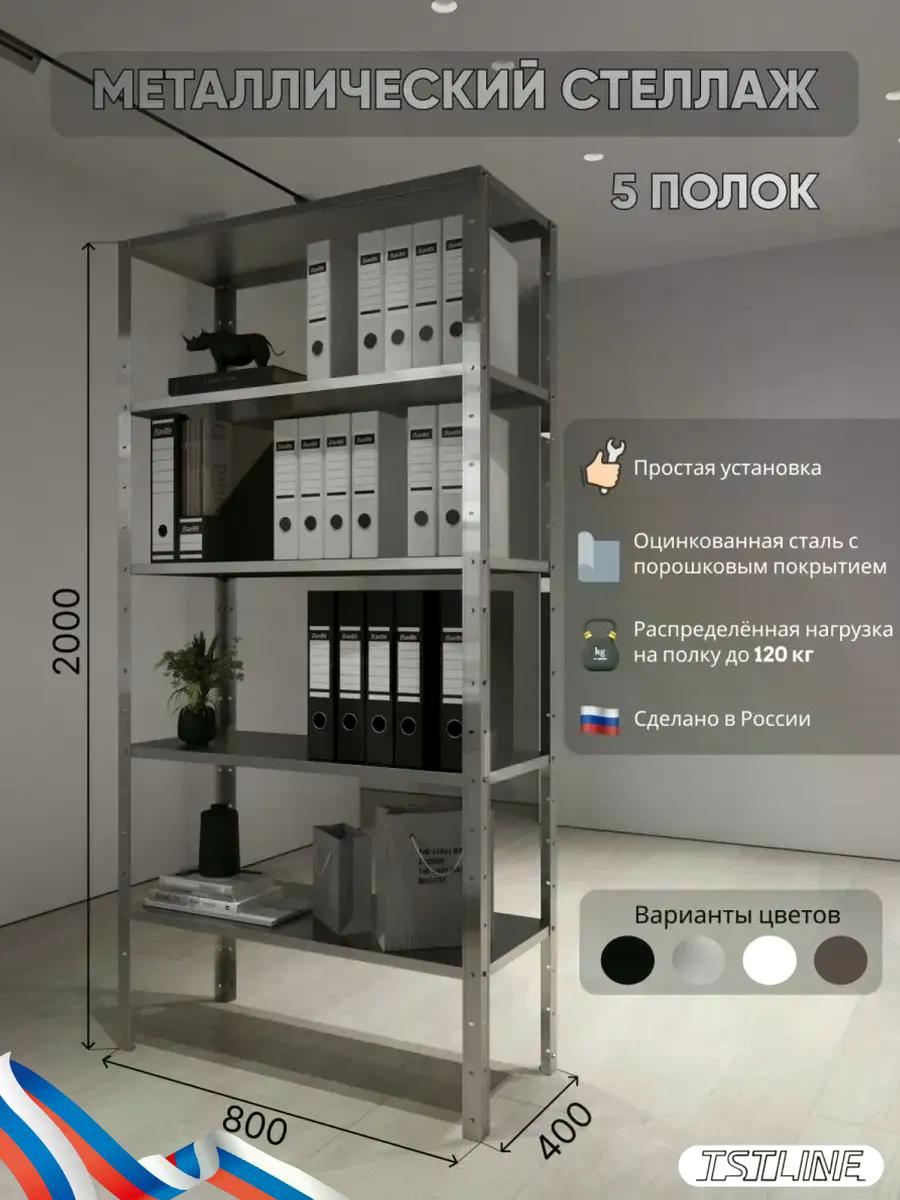 МЕТАЛЛИЧЕСКИЙ СТЕЛЛАЖ
5 ПОЛОК
Простая установка
Оцинкованная сталь с
порошковым покрытием
Распределённая нагрузка
на полку до 120 кг
kg
Сделано в России
2000
Варианты цветов
800
400
TSTLINE